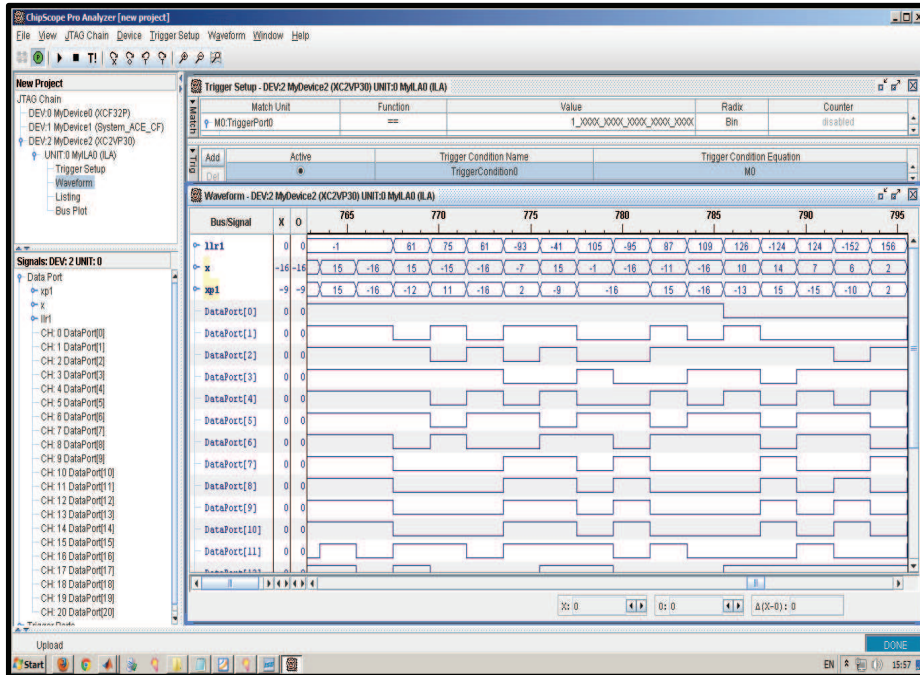 ChipScope Pro Analyzer [new project]
File View JTAG Chain Device Trigger Setup Waveform Window Help
T!
New Project
JTAG Chain
DEV:0 MyDevice0 (XCF32P)
DEV:1 MyDevice1 (System_ACE_CF)
DEV:2 MyDevice2 (XC2VP30)
UNIT:0 MyILA0 (ILA)
Trigger Setup
Waveform
Listing
Bus Plot
Signals: DEV: 2 UNIT: 0
Data Port
xp1
x
llr1
CH: 0 DataPort[0]
CH: 1 DataPort[1]
CH: 2 DataPort[2]
CH: 3 DataPort[3]
CH: 4 DataPort[4]
CH: 5 DataPort[5]
CH: 6 DataPort[6]
CH: 7 DataPort[7]
CH: 8 DataPort[8]
CH: 9 DataPort[9]
CH: 10 DataPort[10]
CH: 11 DataPort[11]
CH: 12 DataPort[12]
CH: 13 DataPort[13]
CH: 14 DataPort[14]
CH: 15 DataPort[15]
CH: 16 DataPort[16]
CH: 17 DataPort[17]
CH: 18 DataPort[18]
CH: 19 DataPort[19]
CH: 20 DataPort[20]
Trigger Setup - DEV:2 MyDevice2 (XC2VP30) UNIT:0 MyILA0 (ILA)
Match
Match Unit Function Value Radix Counter
M0:TriggerPort0 == 1_XXXX_XXXX_XXXX_XXXX_XXXX Bin disabled
Trig
Add Active Trigger Condition Name Trigger Condition Equation
Del TriggerCondition0 M0
Waveform - DEV:2 MyDevice2 (XC2VP30) UNIT:0 MyILA0 (ILA)
Bus/Signal X O 765 770 775 780 785 790 795
llr1 0 0 -1 61 75 61 -93 -41 105 -95 87 109 126 -124 124 -152 156
x -16 -16 15 -16 15 -15 -16 -7 15 -1 -16 -11 -16 10 14 7 6 2
xp1 -9 -9 15 -16 -12 11 -16 2 -9 -16 15 -16 -13 15 -15 -10 2
DataPort[0] 0 0
DataPort[1] 0 0
DataPort[2] 0 0
DataPort[3] 0 0
DataPort[4] 0 0
DataPort[5] 0 0
DataPort[6] 0 0
DataPort[7] 0 0
DataPort[8] 0 0
DataPort[9] 0 0
DataPort[10] 0 0
DataPort[11] 0 0
X: 0 O: 0 Δ(X-O): 0
Upload DONE
Start EN 15:57